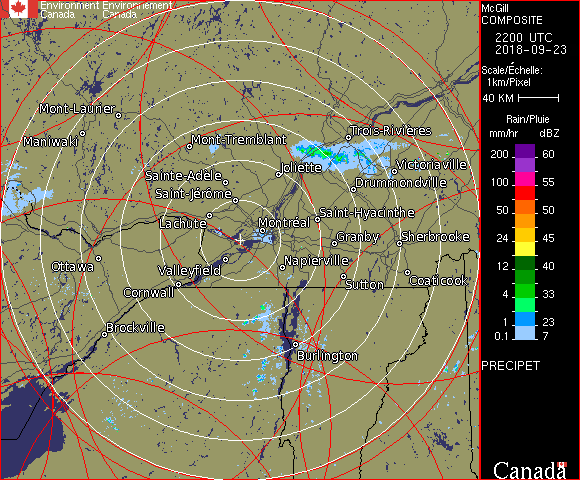 Environment Environnement
Canada Canada
McGill
COMPOSITE
2200 UTC
2018-09-23
Scale/Échelle:
1km/Pixel
40 KM
Rain/Pluie
mm/hr dBZ
200 60
100 55
50 50
24 45
12 40
4 33
1 23
0.1 7
PRECIPET
Mont-Laurier
Maniwaki
Mont-Tremblant
Trois-Rivières
Joliette
Victoriaville
Sainte-Adèle
Drummondville
Saint-Jérôme
Saint-Hyacinthe
Lachute
Montréal
Granby
Sherbrooke
Ottawa
Valleyfield
Napierville
Cornwall
Sutton
Coaticook
Brockville
Burlington
Canada